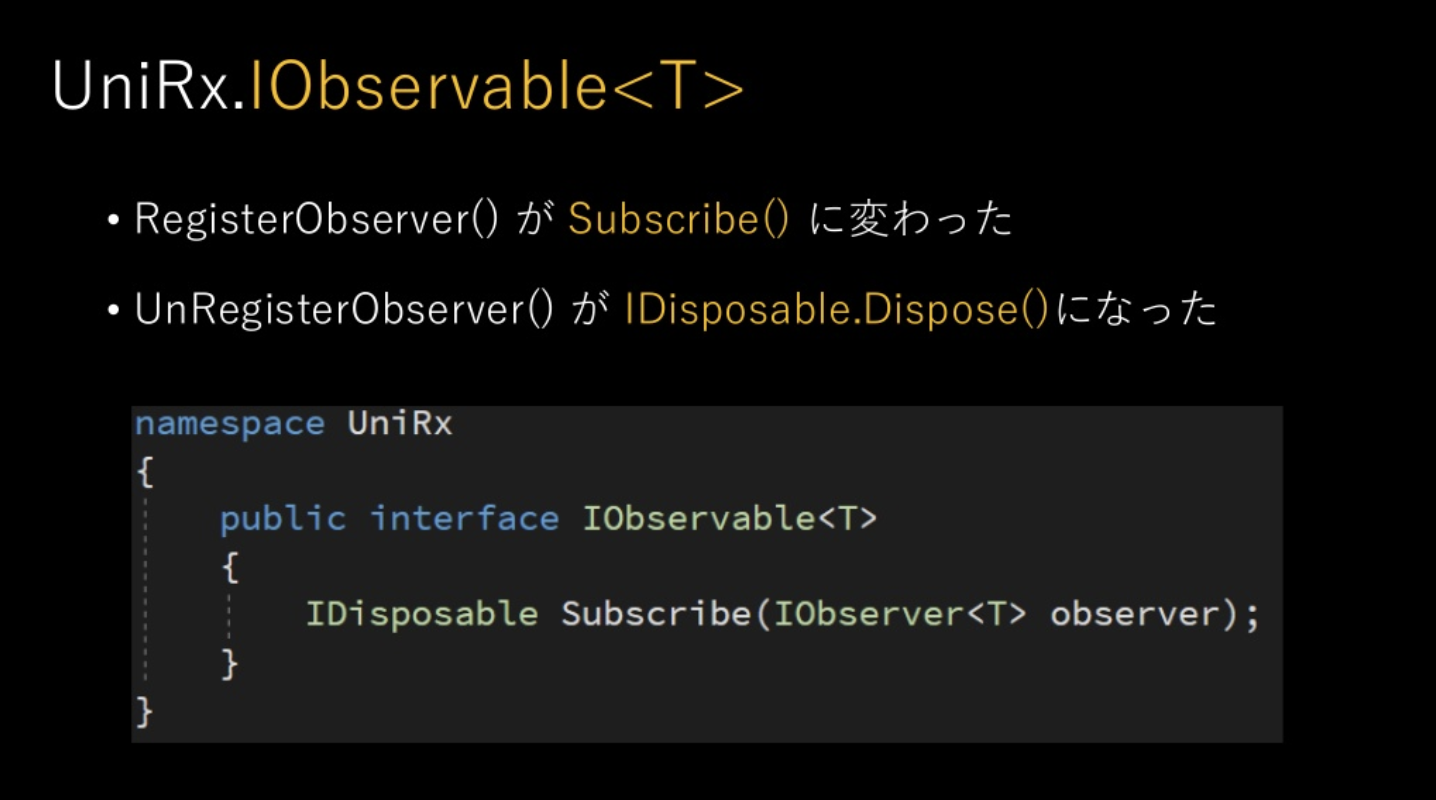 UniRx.IObservable<T>
• RegisterObserver() が Subscribe() に変わった
• UnRegisterObserver() が IDisposable.Dispose()になった
namespace UniRx
{
public interface IObservable<T>
{
IDisposable Subscribe(IObserver<T> observer);
}
}